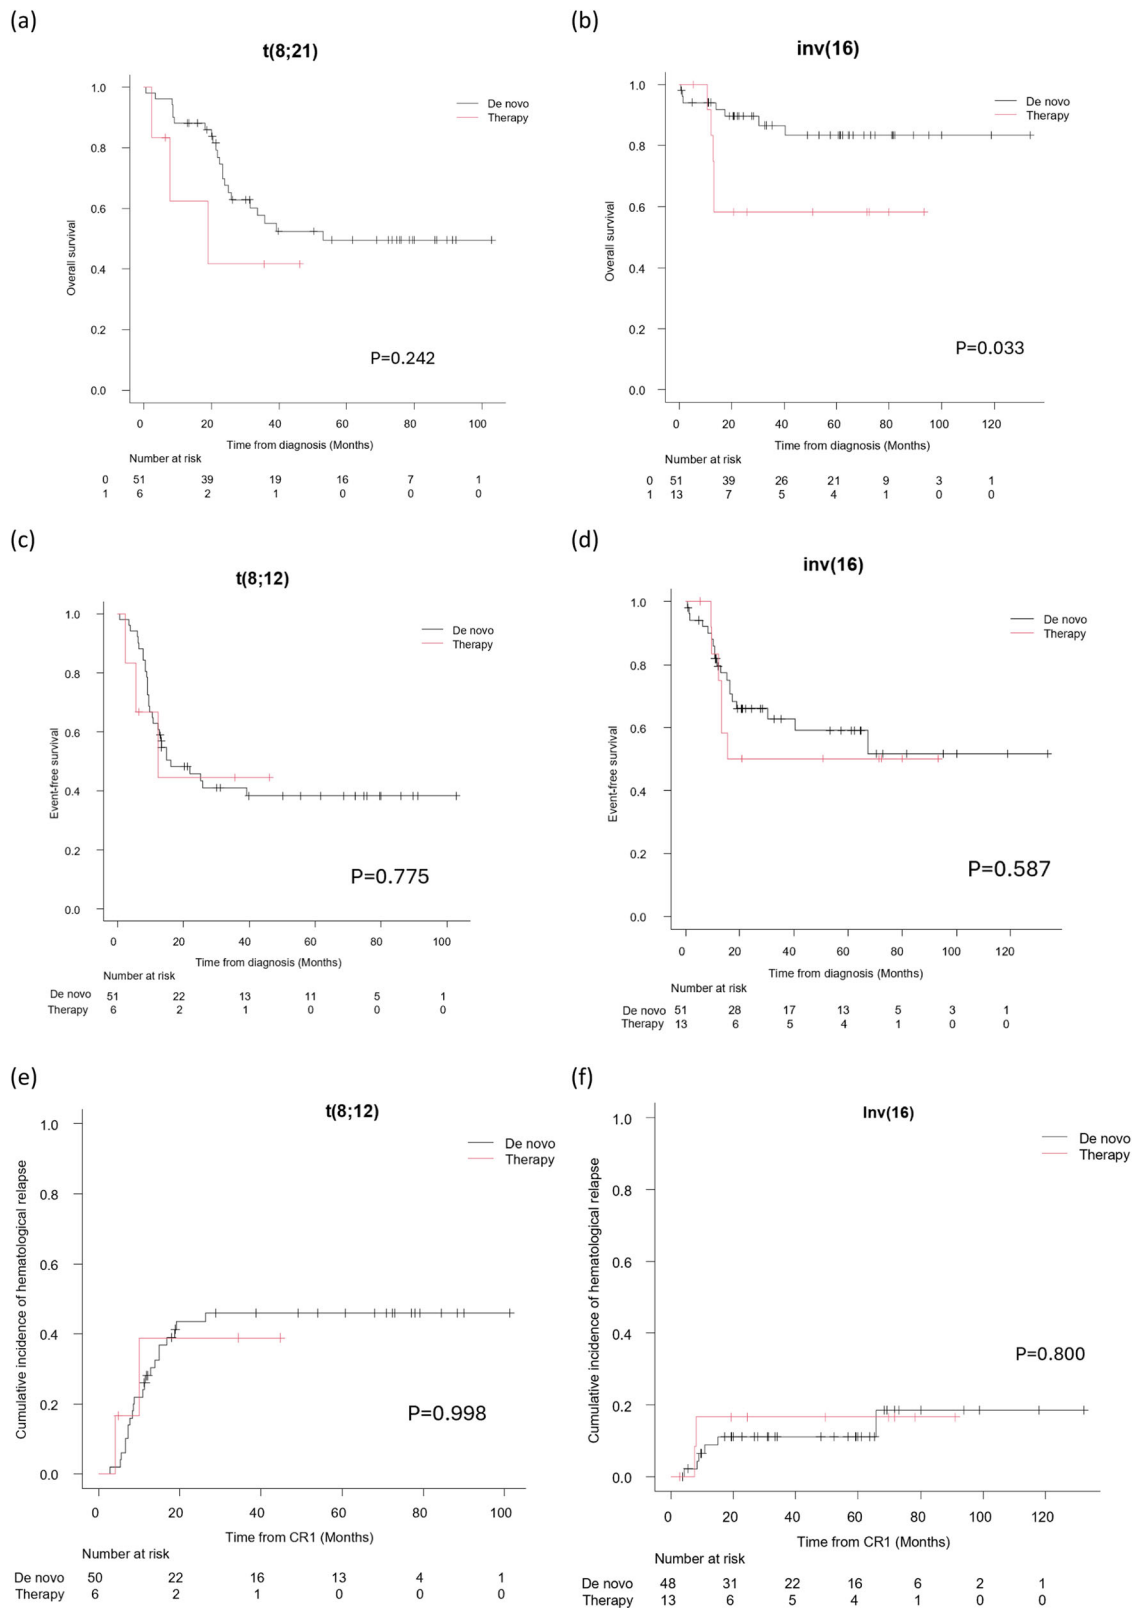 (a)
t(8;21)
De novo
Therapy
Overall survival
1.0
0.8
0.6
0.4
0.2
0.0
P=0.242
0 20 40 60 80 100
Time from diagnosis (Months)
Number at risk
0 51 39 19 16 7 1
1 6 2 1 0 0 0
(b)
inv(16)
De novo
Therapy
Overall survival
1.0
0.8
0.6
0.4
0.2
0.0
P=0.033
0 20 40 60 80 100 120
Time from diagnosis (Months)
Number at risk
0 51 39 26 21 9 3 1
1 13 7 5 4 1 0 0
(c)
t(8;12)
De novo
Therapy
Event-free survival
1.0
0.8
0.6
0.4
0.2
0.0
P=0.775
0 20 40 60 80 100
Time from diagnosis (Months)
Number at risk
De novo 51 22 13 11 5 1
Therapy 6 2 1 0 0 0
(d)
inv(16)
De novo
Therapy
Event-free survival
1.0
0.8
0.6
0.4
0.2
0.0
P=0.587
0 20 40 60 80 100 120
Time from diagnosis (Months)
Number at risk
De novo 51 28 17 13 5 3 1
Therapy 13 6 5 4 1 0 0
(e)
t(8;12)
De novo
Therapy
Cumulative incidence of hematological relapse
1.0
0.8
0.6
0.4
0.2
0.0
P=0.998
0 20 40 60 80 100
Time from CR1 (Months)
Number at risk
De novo 50 22 16 13 4 1
Therapy 6 2 1 0 0 0
(f)
Inv(16)
De novo
Therapy
Cumulative incidence of hematological relapse
1.0
0.8
0.6
0.4
0.2
0.0
P=0.800
0 20 40 60 80 100 120
Time from CR1 (Months)
Number at risk
De novo 48 31 22 16 6 2 1
Therapy 13 6 5 4 1 0 0